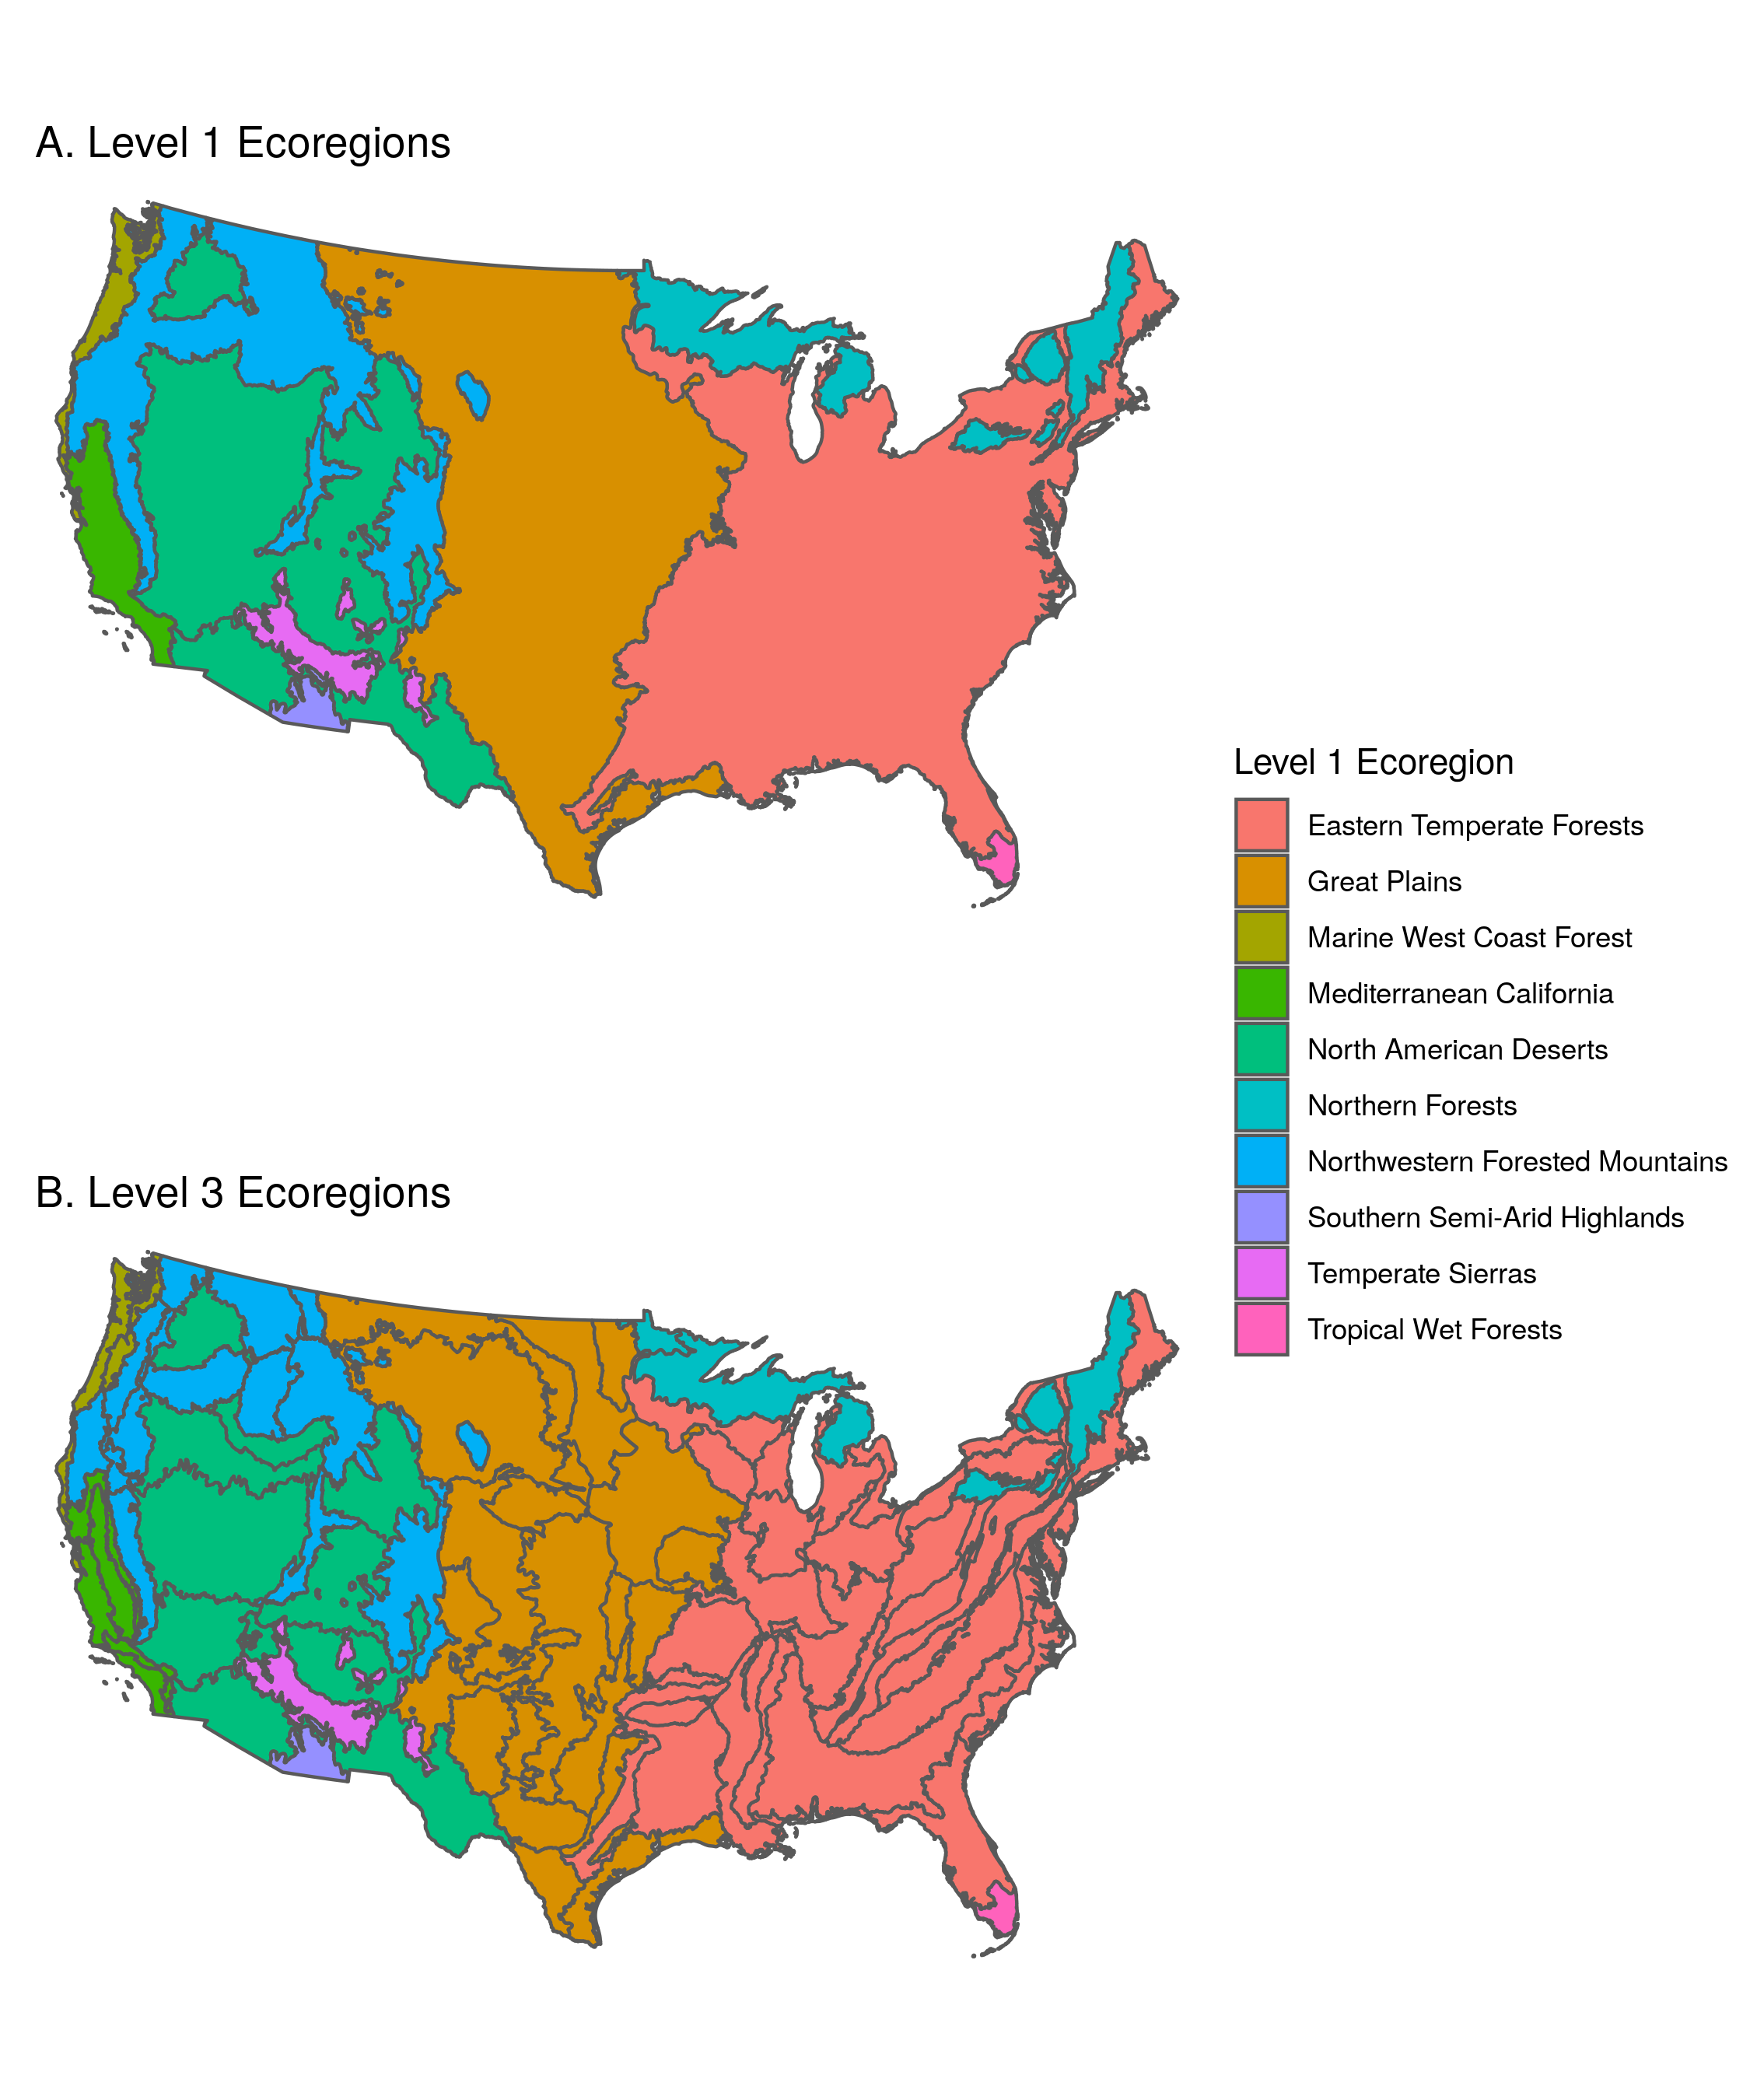 A. Level 1 Ecoregions
Level 1 Ecoregion
Eastern Temperate Forests
Great Plains
Marine West Coast Forest
Mediterranean California
North American Deserts
Northern Forests
Northwestern Forested Mountains
Southern Semi-Arid Highlands
Temperate Sierras
Tropical Wet Forests
B. Level 3 Ecoregions